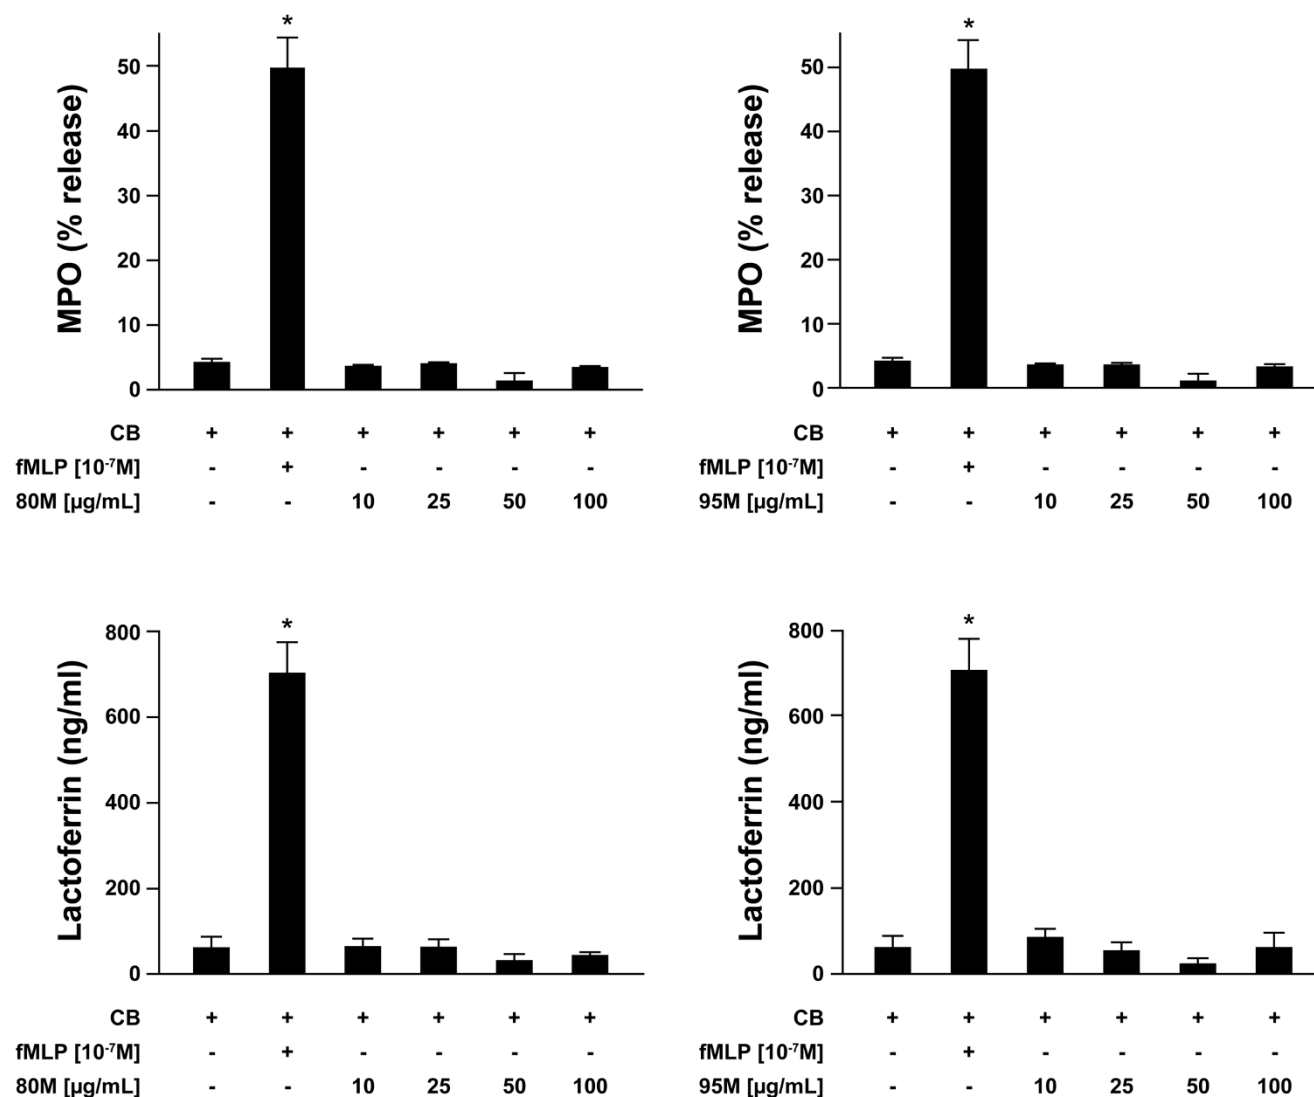 MPO (% release)
*
50
40
30
20
10
0
CB + + + + + +
fMLP [10⁻⁷M] - + - - - -
80M [µg/mL] - - 10 25 50 100
MPO (% release)
*
50
40
30
20
10
0
CB + + + + + +
fMLP [10⁻⁷M] - + - - - -
95M [µg/mL] - - 10 25 50 100
Lactoferrin (ng/ml)
*
800
600
400
200
0
CB + + + + + +
fMLP [10⁻⁷M] - + - - - -
80M [µg/mL] - - 10 25 50 100
Lactoferrin (ng/ml)
*
800
600
400
200
0
CB + + + + + +
fMLP [10⁻⁷M] - + - - - -
95M [µg/mL] - - 10 25 50 100